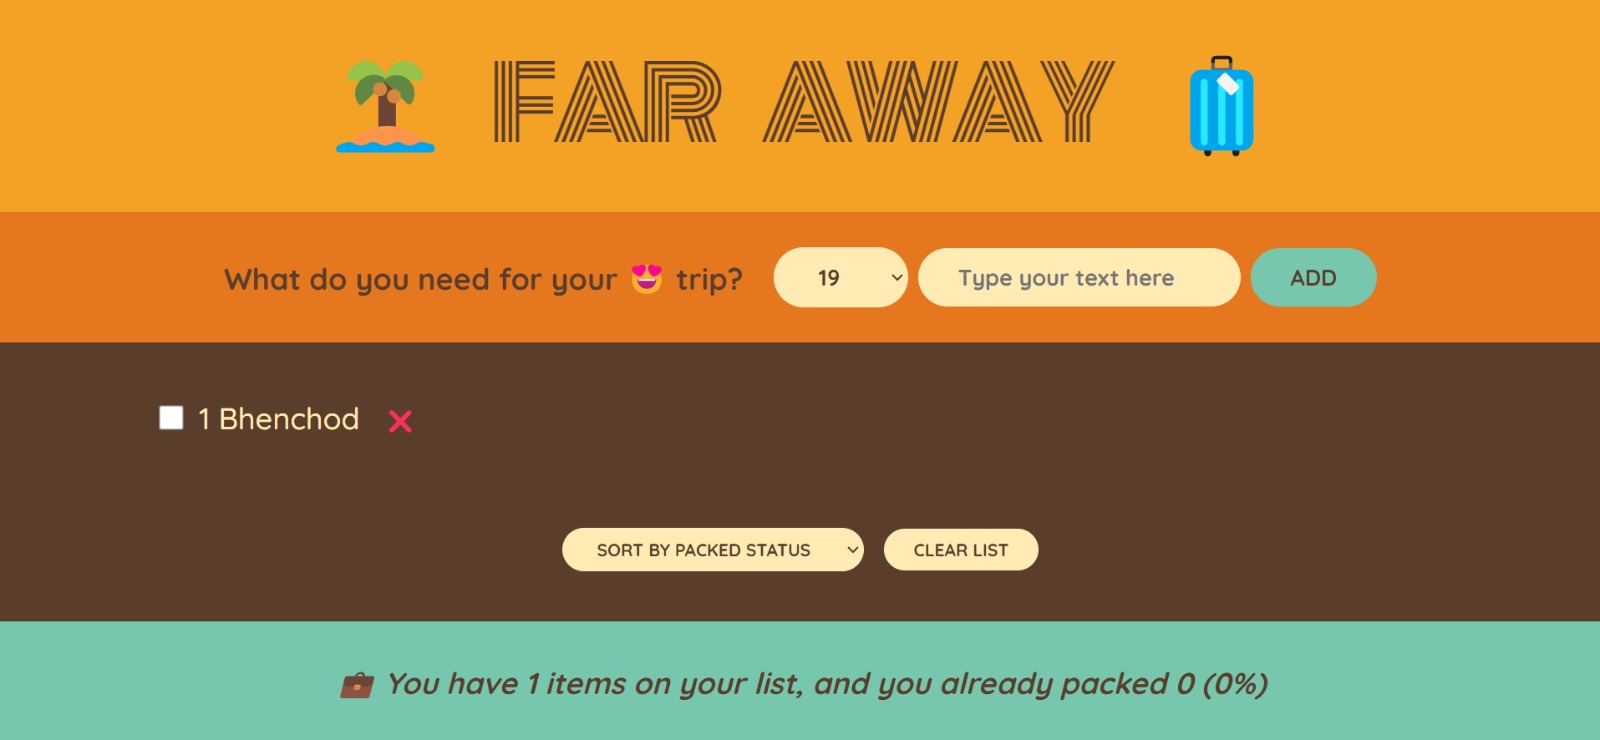 FAR AWAY
What do you need for your 😍 trip?
19
Type your text here
ADD
1 Bhenchod ❌
SORT BY PACKED STATUS
CLEAR LIST
💼 You have 1 items on your list, and you already packed 0 (0%)